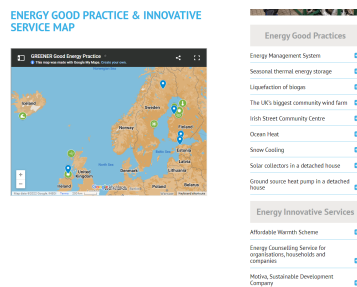 ENERGY GOOD PRACTICE & INNOVATIVE
SERVICE MAP
GREENER Good Energy Practice
This map was made with Google My Maps. Create your own.
Iceland
Sweden
Norway
Finland
Estonia
Latvia
Denmark
Lithuania
United
Kingdom
Ireland
Poland
Belarus
Energy Good Practices
Energy Management System
Seasonal thermal energy storage
Liquefaction of biogas
The UK's biggest community wind farm
Irish Street Community Centre
Ocean Heat
Snow Cooling
Solar collectors in a detached house
Ground source heat pump in a detached
house
Energy Innovative Services
Affordable Warmth Scheme
Energy Counselling Service for
organisations, households and
companies
Motiva, Sustainable Development
Company